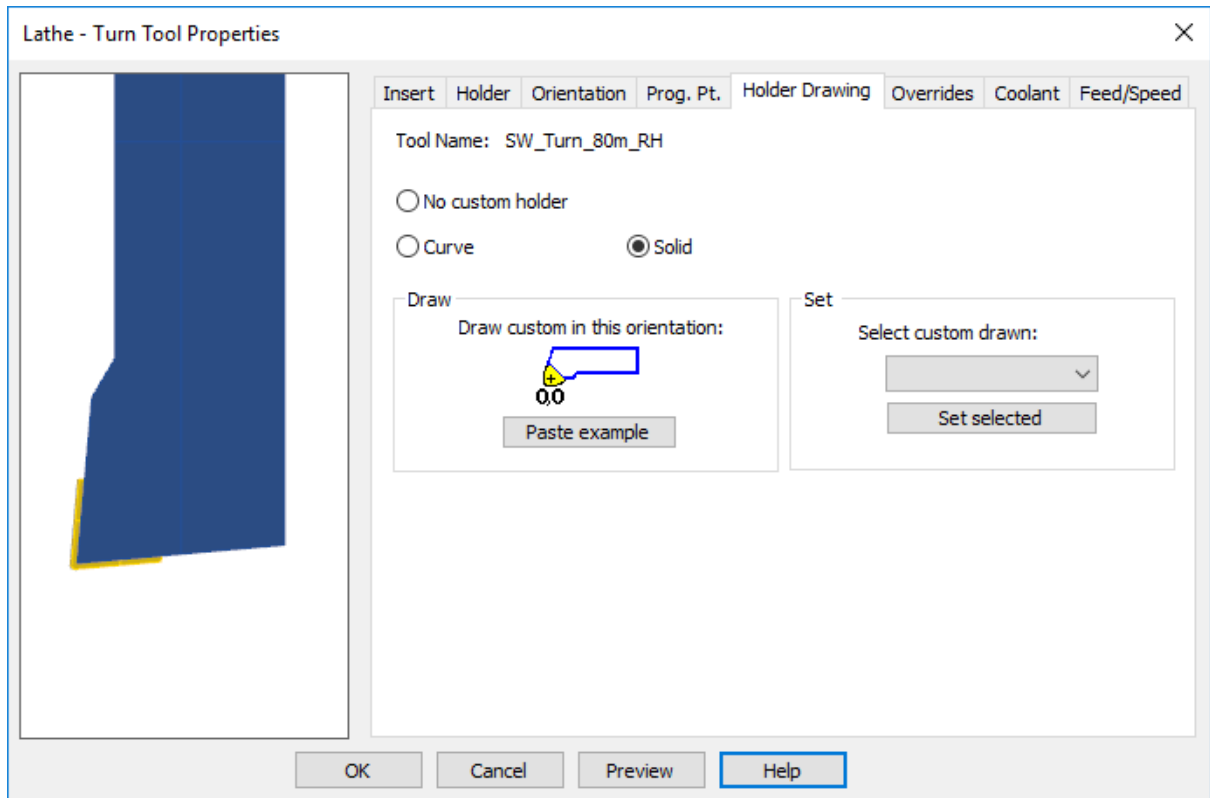 Lathe - Turn Tool Properties
Insert Holder Orientation Prog. Pt. Holder Drawing Overrides Coolant Feed/Speed
Tool Name: SW_Turn_80m_RH
No custom holder
Curve Solid
Draw
Draw custom in this orientation:
0,0
Paste example
Set
Select custom drawn:
Set selected
OK Cancel Preview Help